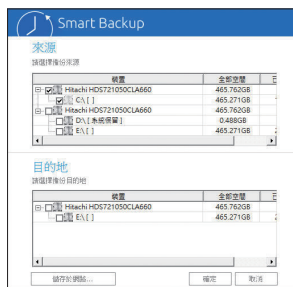 Smart Backup
來源
請選擇備份來源
裝置 全部空間
Hitachi HDS721050CLA660 465.762GB
C:\ [ ] 465.271GB
Hitachi HDS721050CLA660 465.762GB
D:\ [ 系統保留 ] 0.488GB
E:\ [ ] 465.271GB
目的地
請選擇備份目的地
裝置 全部空間
Hitachi HDS721050CLA660 465.762GB
E:\ [ ] 465.271GB
儲存於網路... 確定 取消